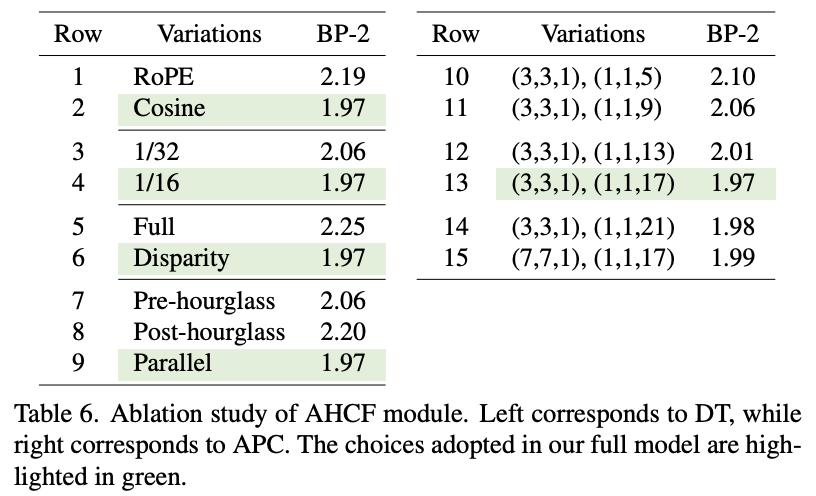 Row Variations BP-2
1 RoPE 2.19
2 Cosine 1.97
3 1/32 2.06
4 1/16 1.97
5 Full 2.25
6 Disparity 1.97
7 Pre-hourglass 2.06
8 Post-hourglass 2.20
9 Parallel 1.97
Row Variations BP-2
10 (3,3,1), (1,1,5) 2.10
11 (3,3,1), (1,1,9) 2.06
12 (3,3,1), (1,1,13) 2.01
13 (3,3,1), (1,1,17) 1.97
14 (3,3,1), (1,1,21) 1.98
15 (7,7,1), (1,1,17) 1.99
Table 6. Ablation study of AHCF module. Left corresponds to DT, while
right corresponds to APC. The choices adopted in our full model are high-
lighted in green.